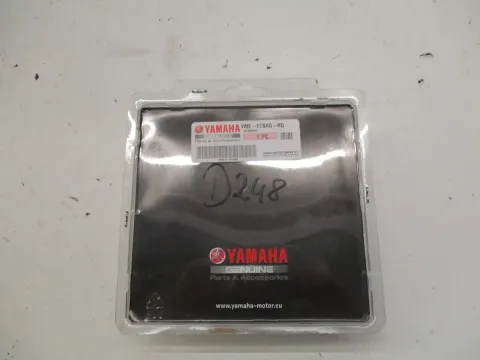 YAMAHA
1 PC
D248
YAMAHA
GENUINE
Parts & Accessories
www.yamaha-motor.eu